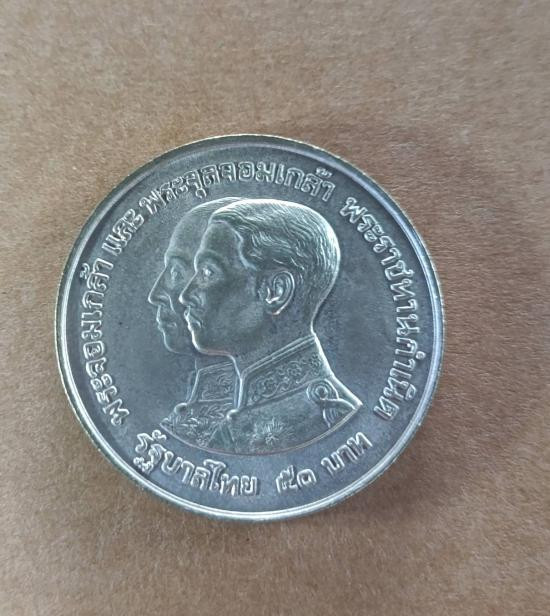 พระจอมเกล้า และ พระจุลจอมเกล้า พระราชทานกำเนิด
รัฐบาลไทย ๕๐ บาท